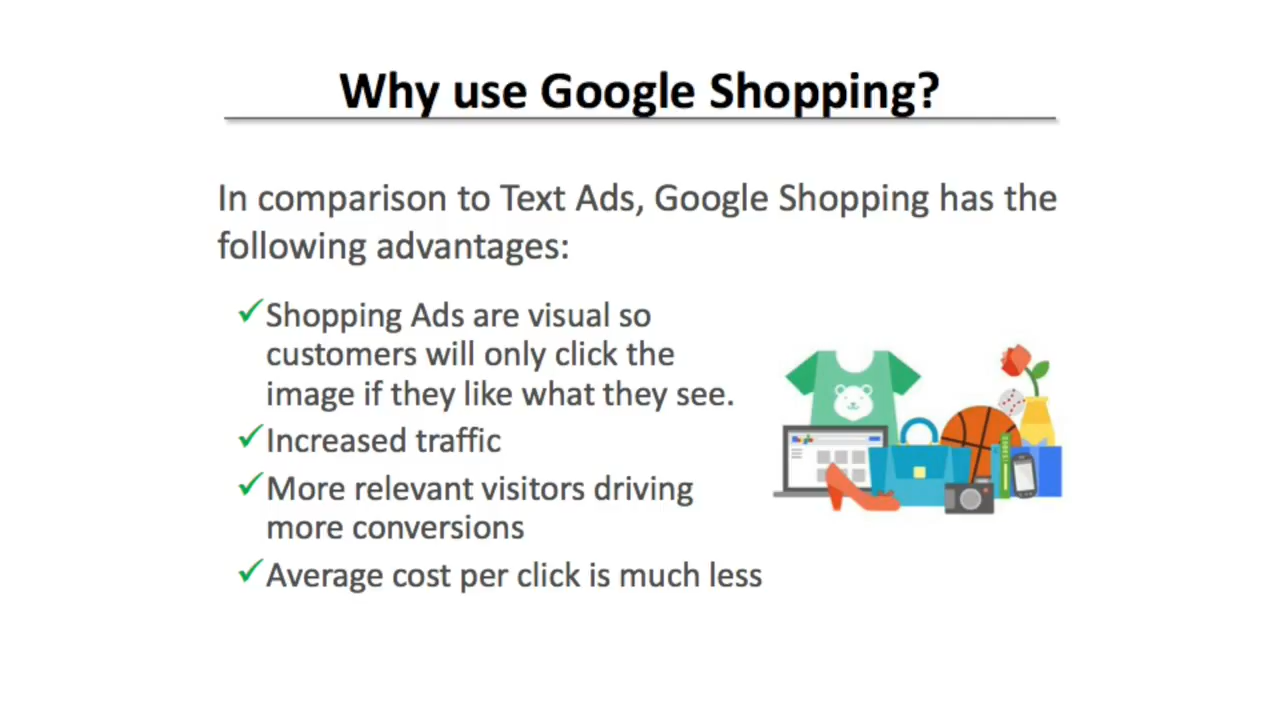 Why use Google Shopping?
In comparison to Text Ads, Google Shopping has the
following advantages:
✓Shopping Ads are visual so
customers will only click the
image if they like what they see.
✓Increased traffic
✓More relevant visitors driving
more conversions
✓Average cost per click is much less
Google